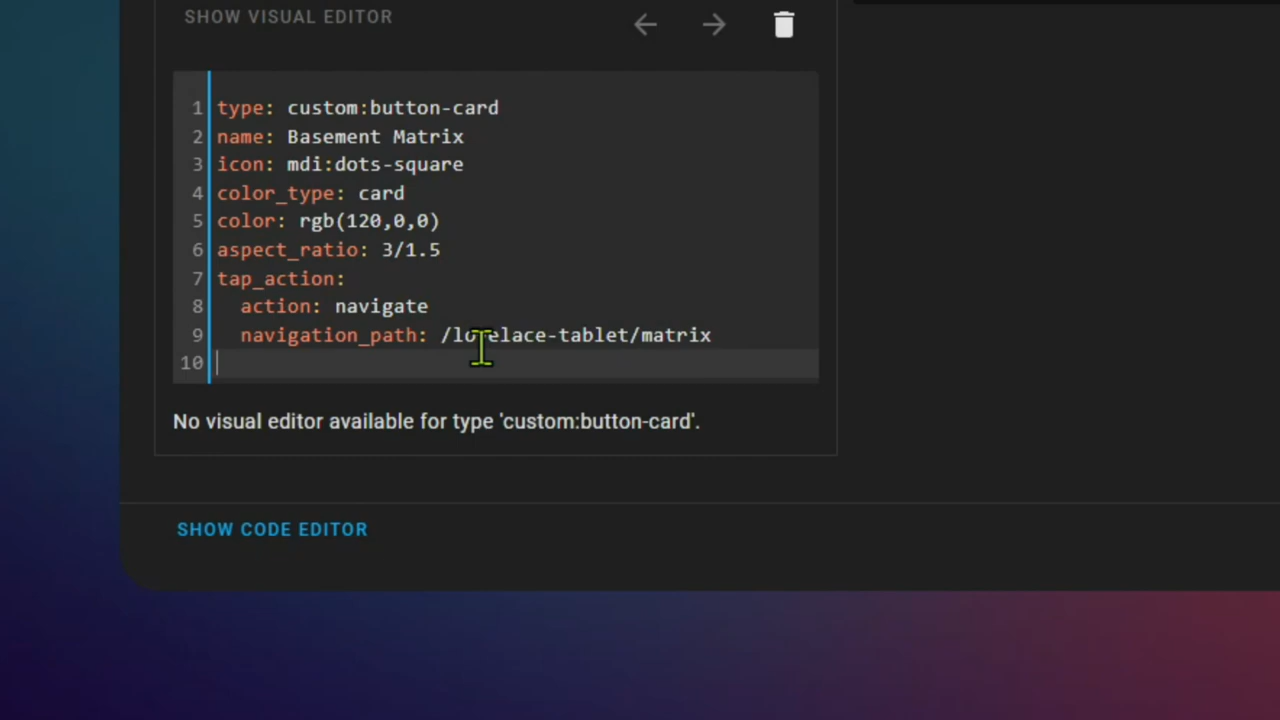 SHOW VISUAL EDITOR
1 type: custom:button-card
2 name: Basement Matrix
3 icon: mdi:dots-square
4 color_type: card
5 color: rgb(120,0,0)
6 aspect_ratio: 3/1.5
7 tap_action:
8 action: navigate
9 navigation_path: /lovelace-tablet/matrix
10
No visual editor available for type 'custom:button-card'.
SHOW CODE EDITOR